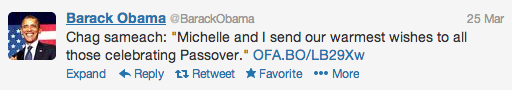 Barack Obama @BarackObama 25 Mar
Chag sameach: "Michelle and I send our warmest wishes to all
those celebrating Passover." OFA.BO/LB29Xw
Expand Reply Retweet Favorite More